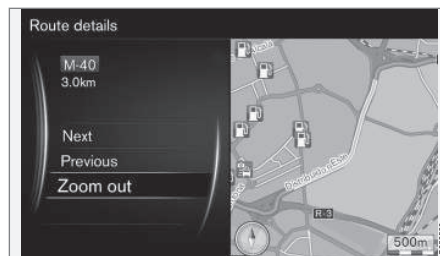 Route details
M-40
3.0km
Next
Previous
Zoom out
R-3
500m